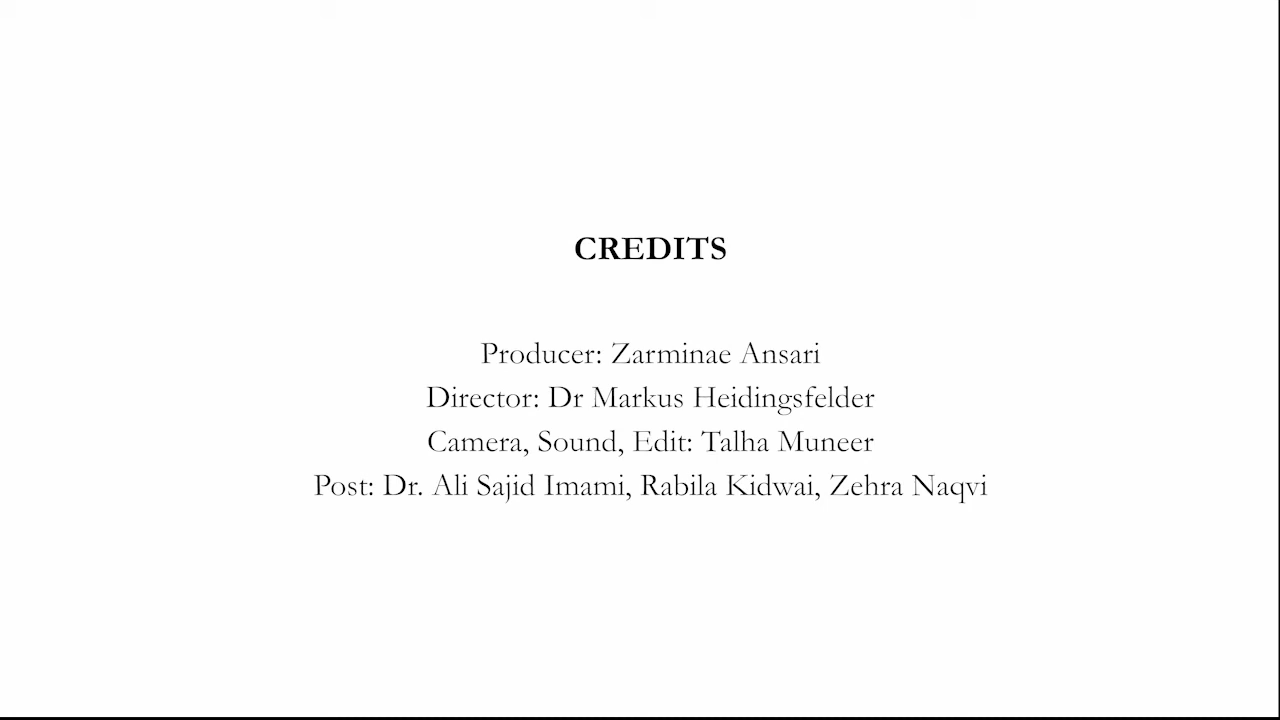 CREDITS
Producer: Zarminae Ansari
Director: Dr Markus Heidingsfelder
Camera, Sound, Edit: Talha Muneer
Post: Dr. Ali Sajid Imami, Rabila Kidwai, Zehra Naqvi